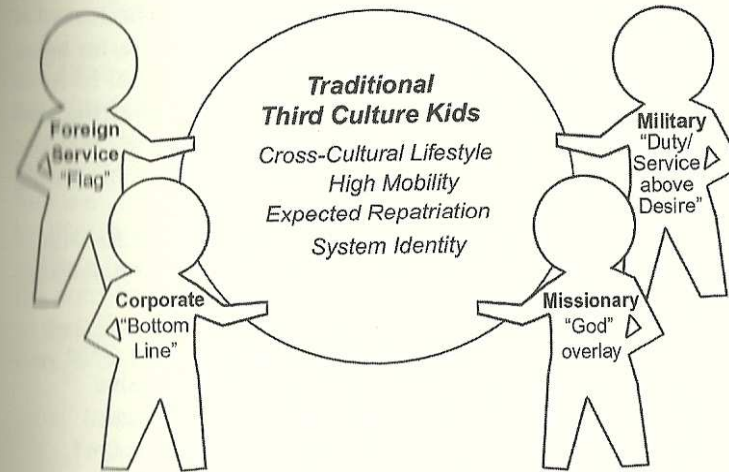 Traditional
Third Culture Kids
Cross-Cultural Lifestyle
High Mobility
Expected Repatriation
System Identity
Foreign
Service
"Flag"
Military
"Duty/
Service
above
Desire"
Corporate
"Bottom
Line"
Missionary
"God"
overlay